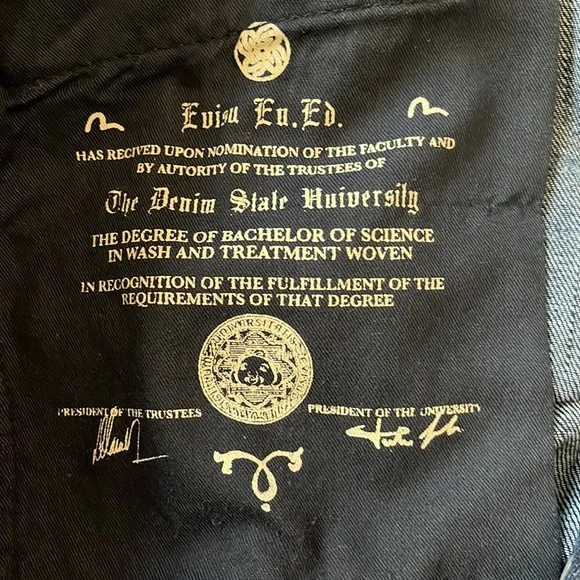 Evisu Eu.Ed.
HAS RECIVED UPON NOMINATION OF THE FACULTY AND
BY AUTORITY OF THE TRUSTEES OF
The Denim State University
THE DEGREE OF BACHELOR OF SCIENCE
IN WASH AND TREATMENT WOVEN
IN RECOGNITION OF THE FULFILLMENT OF THE
REQUIREMENTS OF THAT DEGREE
PRESIDENT OF THE TRUSTEES
PRESIDENT OF THE UNIVERSITY